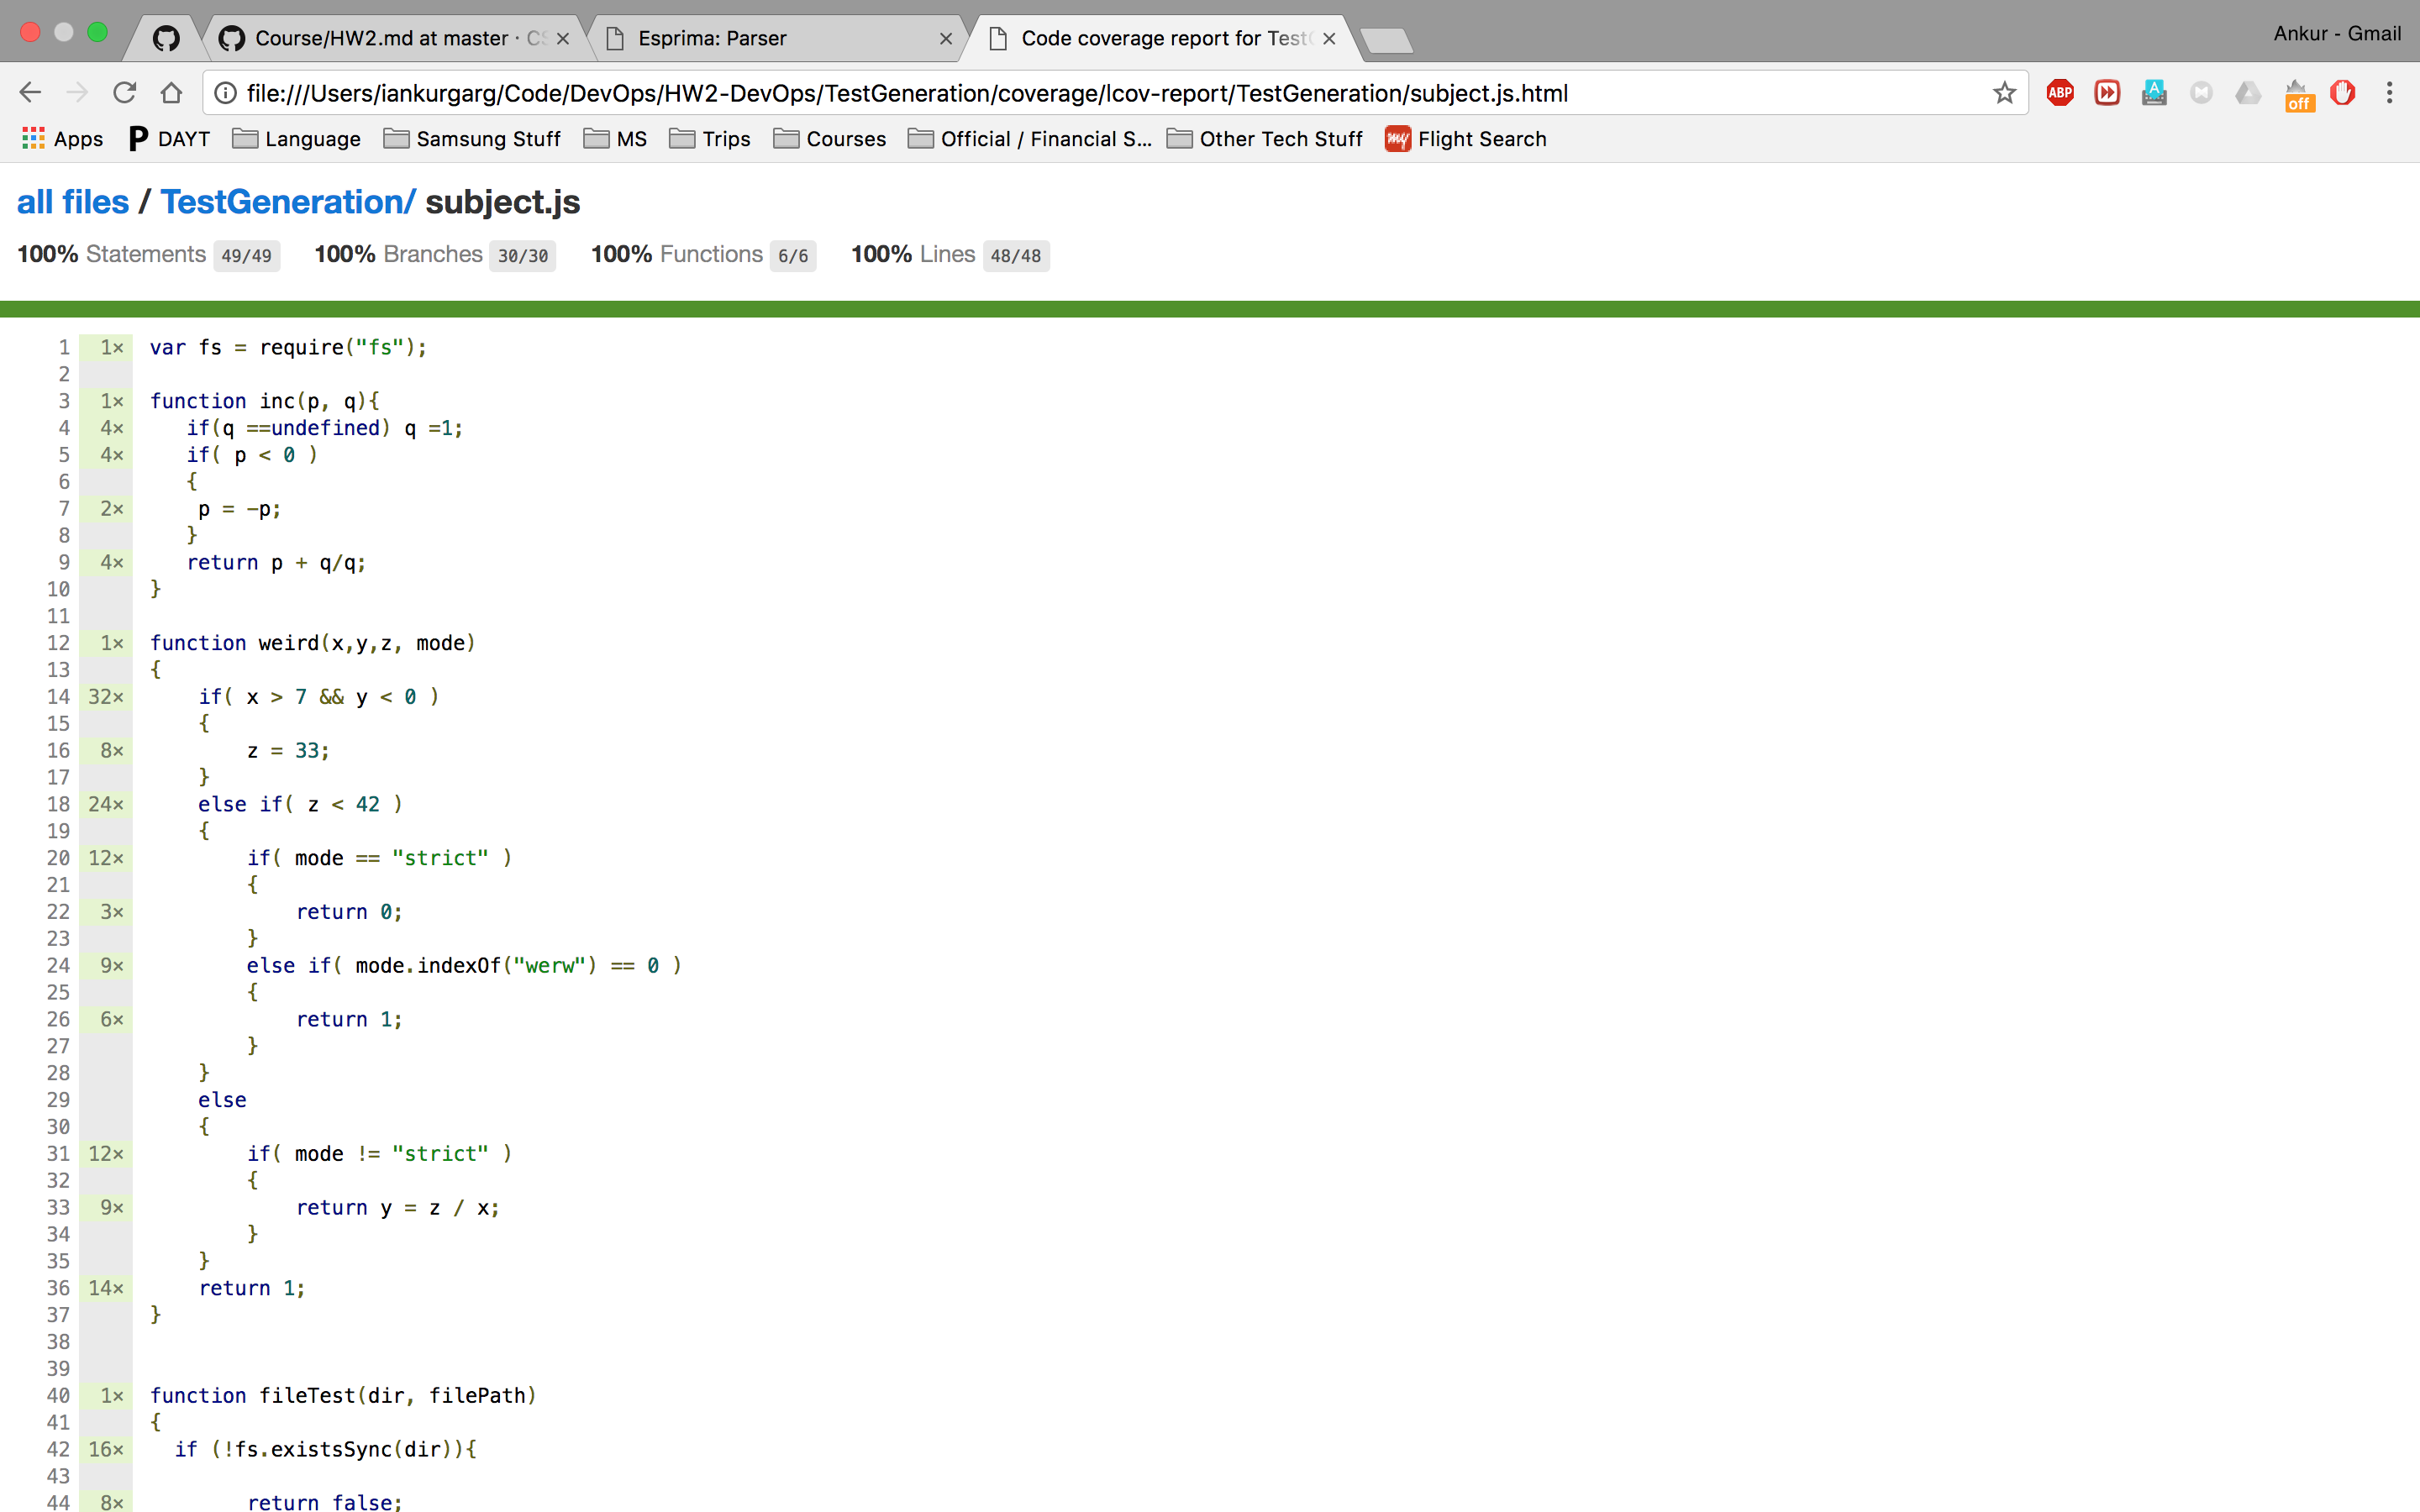 Course/HW2.md at master · CS
Esprima: Parser
Code coverage report for Test
Ankur - Gmail
file:///Users/iankurgarg/Code/DevOps/HW2-DevOps/TestGeneration/coverage/lcov-report/TestGeneration/subject.js.html
ABP
A
off
Apps
P DAYT
Language
Samsung Stuff
MS
Trips
Courses
Official / Financial S...
Other Tech Stuff
my Flight Search
all files / TestGeneration/ subject.js
100% Statements 49/49 100% Branches 30/30 100% Functions 6/6 100% Lines 48/48
1 1× var fs = require("fs");
2
3 1× function inc(p, q){
4 4× if(q ==undefined) q =1;
5 4× if( p < 0 )
6 {
7 2× p = -p;
8 }
9 4× return p + q/q;
10 }
11
12 1× function weird(x,y,z, mode)
13 {
14 32× if( x > 7 && y < 0 )
15 {
16 8× z = 33;
17 }
18 24× else if( z < 42 )
19 {
20 12× if( mode == "strict" )
21 {
22 3× return 0;
23 }
24 9× else if( mode.indexOf("werw") == 0 )
25 {
26 6× return 1;
27 }
28 }
29 else
30 {
31 12× if( mode != "strict" )
32 {
33 9× return y = z / x;
34 }
35 }
36 14× return 1;
37 }
38
39
40 1× function fileTest(dir, filePath)
41 {
42 16× if (!fs.existsSync(dir)){
43
44 8× return false;